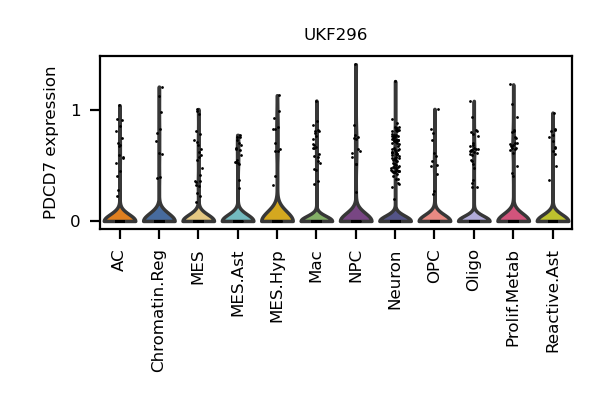 UKF296
PDCD7 expression
1
0
AC
Chromatin.Reg
MES
MES.Ast
MES.Hyp
Mac
NPC
Neuron
OPC
Oligo
Prolif.Metab
Reactive.Ast